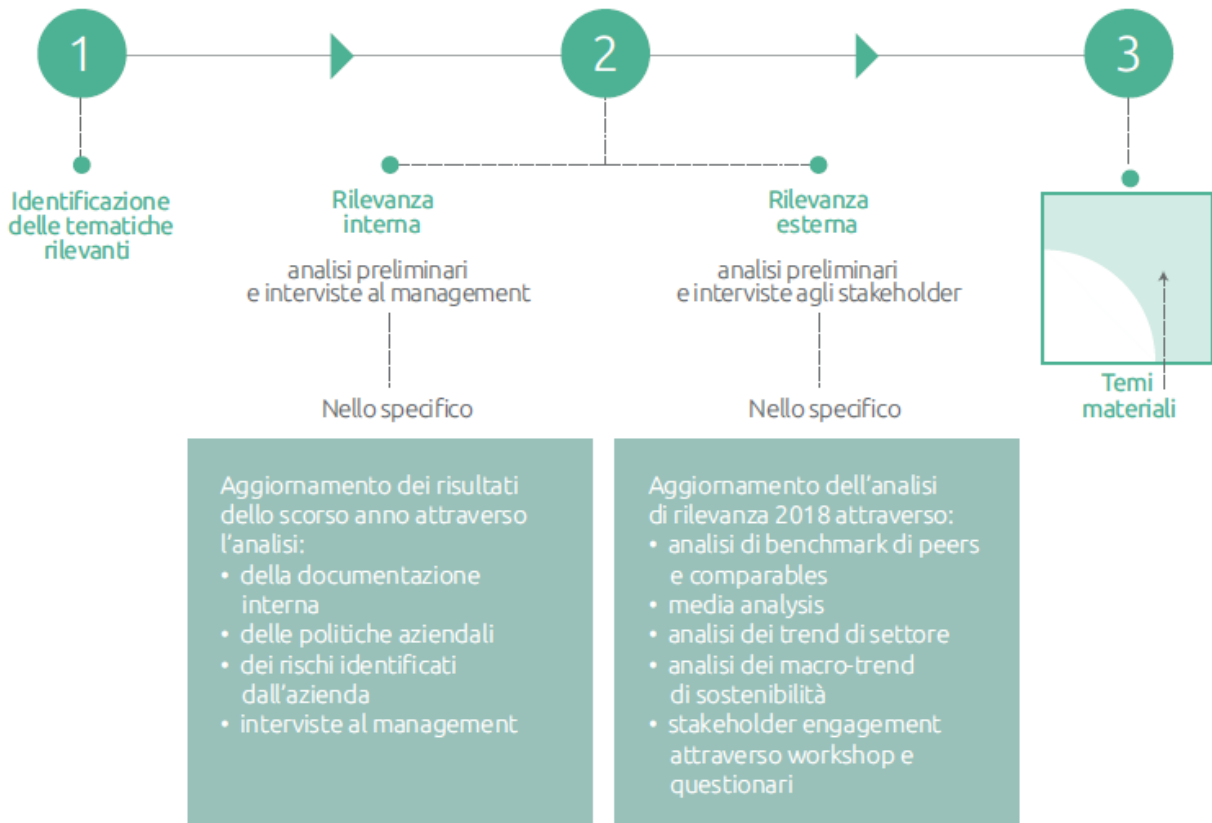 1
2
3
Identificazione
delle tematiche
rilevanti
Rilevanza
interna
analisi preliminari
e interviste al management
Nello specifico
Aggiornamento dei risultati
dello scorso anno attraverso
l'analisi:
• della documentazione
interna
• delle politiche aziendali
• dei rischi identificati
dall'azienda
• interviste al management
Rilevanza
esterna
analisi preliminari
e interviste agli stakeholder
Nello specifico
Aggiornamento dell'analisi
di rilevanza 2018 attraverso:
• analisi di benchmark di peers
e comparables
• media analysis
• analisi dei trend di settore
• analisi dei macro-trend
di sostenibilità
• stakeholder engagement
attraverso workshop e
questionari
Temi
materiali